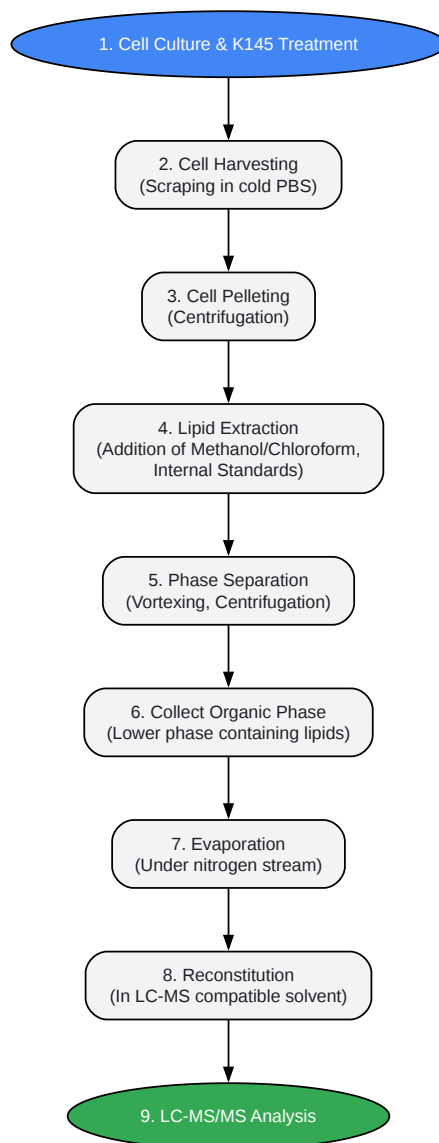 1. Cell Culture & K145 Treatment
2. Cell Harvesting
(Scraping in cold PBS)
3. Cell Pelleting
(Centrifugation)
4. Lipid Extraction
(Addition of Methanol/Chloroform,
Internal Standards)
5. Phase Separation
(Vortexing, Centrifugation)
6. Collect Organic Phase
(Lower phase containing lipids)
7. Evaporation
(Under nitrogen stream)
8. Reconstitution
(In LC-MS compatible solvent)
9. LC-MS/MS Analysis